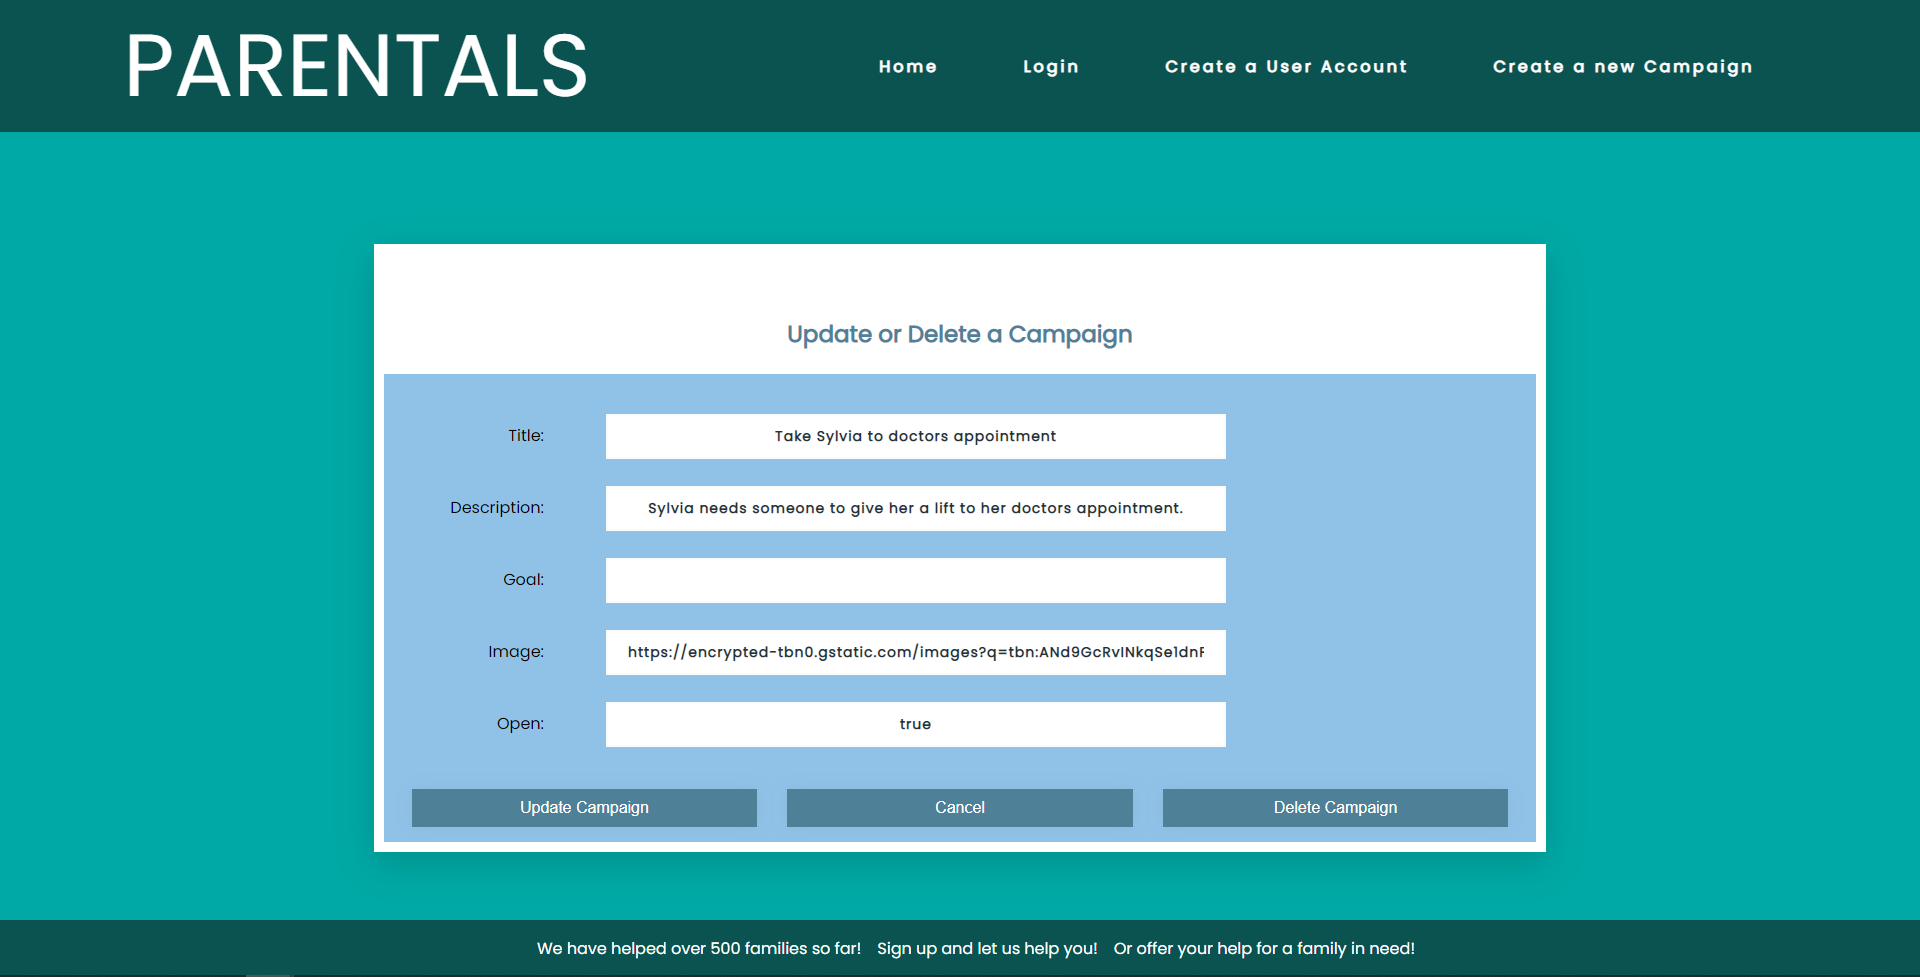 PARENTALS
Home Login Create a User Account Create a new Campaign
Update or Delete a Campaign
Title: Take Sylvia to doctors appointment
Description: Sylvia needs someone to give her a lift to her doctors appointment.
Goal:
Image: https://encrypted-tbn0.gstatic.com/images?q=tbn:ANd9GcRvINkqSe1dnF
Open: true
Update Campaign Cancel Delete Campaign
We have helped over 500 families so far! Sign up and let us help you! Or offer your help for a family in need!